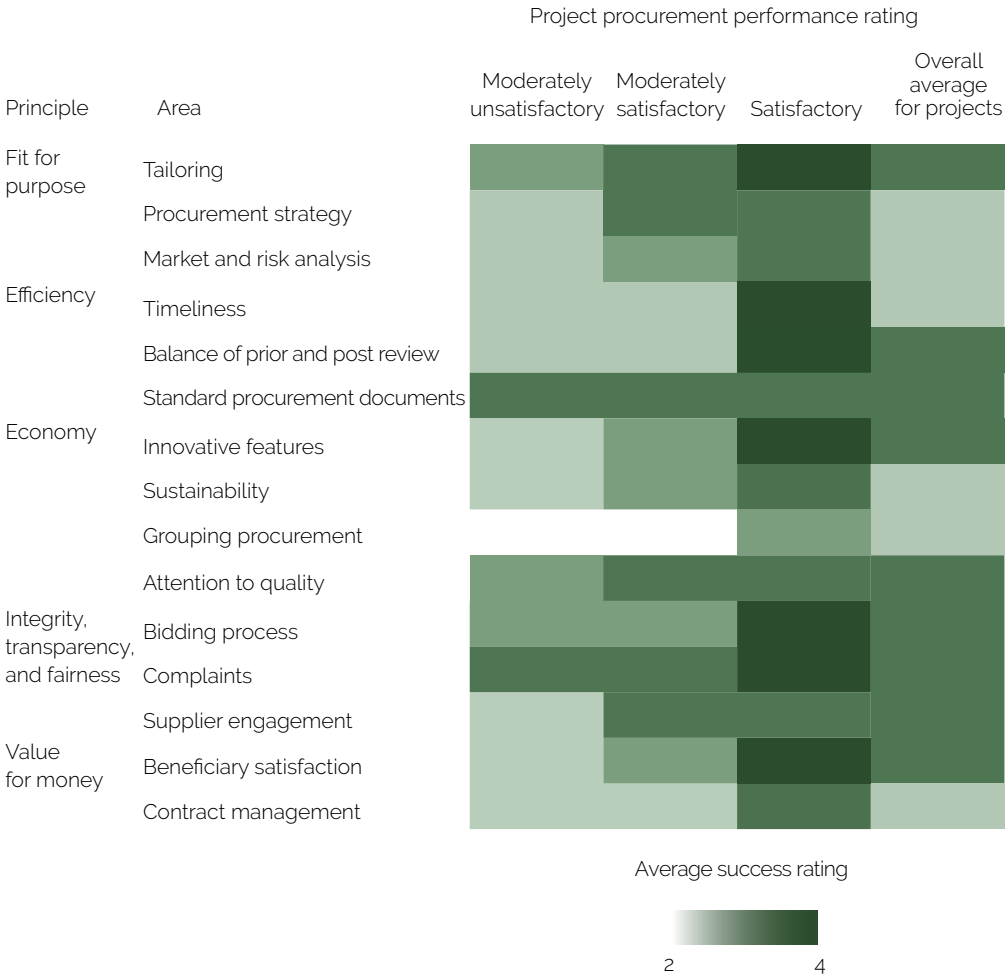 Project procurement performance rating
Principle
Area
Moderately
unsatisfactory
Moderately
satisfactory
Satisfactory
Overall
average
for projects
Fit for
purpose
Tailoring
Procurement strategy
Market and risk analysis
Efficiency
Timeliness
Balance of prior and post review
Standard procurement documents
Economy
Innovative features
Sustainability
Grouping procurement
Attention to quality
Integrity,
transparency,
and fairness
Bidding process
Complaints
Supplier engagement
Value
for money
Beneficiary satisfaction
Contract management
Average success rating
2
4